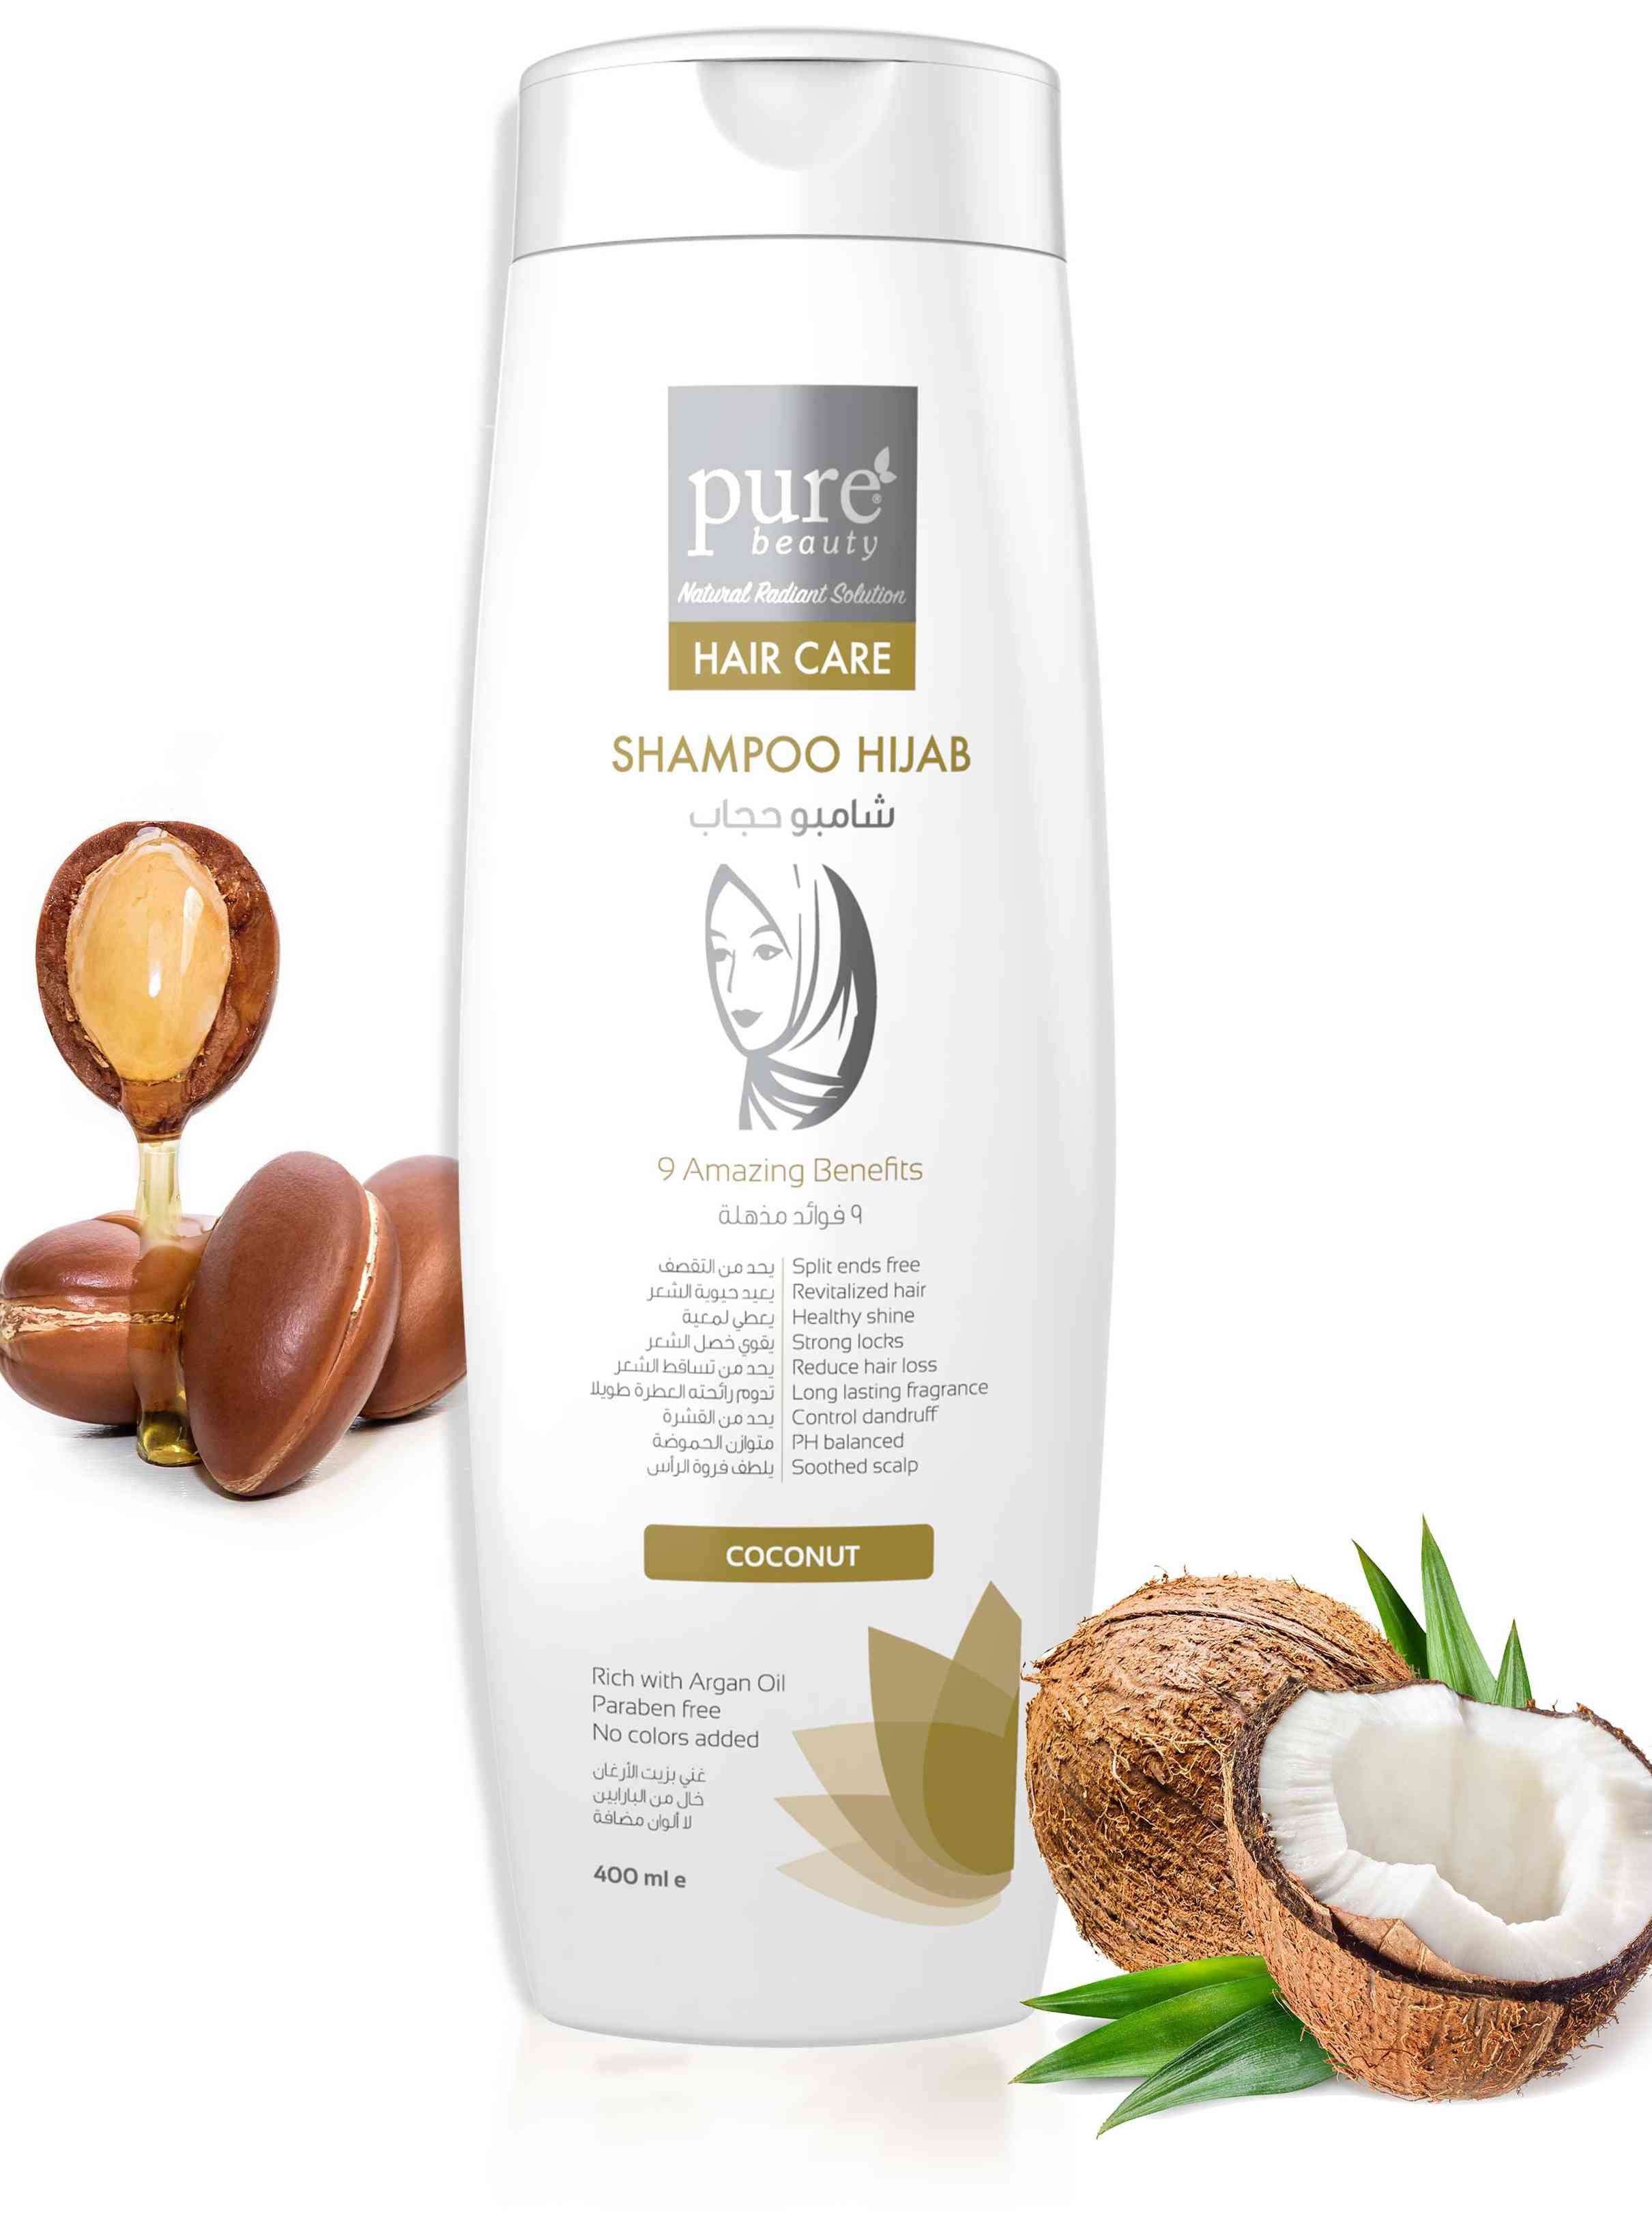 pure®
beauty
Natural Radiant Solution
HAIR CARE
SHAMPOO HIJAB
شامبو حجاب
9 Amazing Benefits
٩ فوائد مذهلة
يحد من التقصف | Split ends free
يعيد حيوية الشعر | Revitalized hair
يعطي لمعية | Healthy shine
يقوي خصل الشعر | Strong locks
يحد من تساقط الشعر | Reduce hair loss
تدوم رائحته العطرة طويلا | Long lasting fragrance
يحد من القشرة | Control dandruff
متوازن الحموضة | PH balanced
يلطف فروة الرأس | Soothed scalp
COCONUT
Rich with Argan Oil
Paraben free
No colors added
غني بزيت الأرغان
خال من البارابين
لا ألوان مضافة
400 ml e